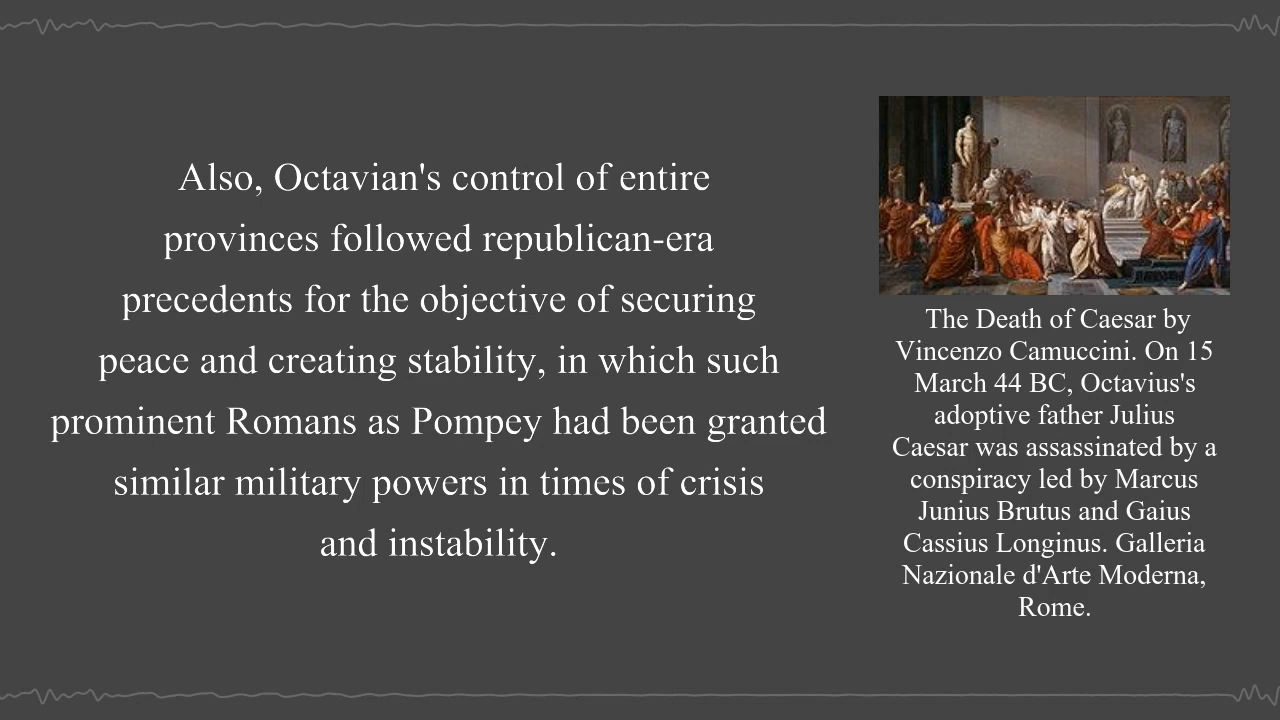 Also, Octavian's control of entire
provinces followed republican-era
precedents for the objective of securing
peace and creating stability, in which such
prominent Romans as Pompey had been granted
similar military powers in times of crisis
and instability.
The Death of Caesar by
Vincenzo Camuccini. On 15
March 44 BC, Octavius's
adoptive father Julius
Caesar was assassinated by a
conspiracy led by Marcus
Junius Brutus and Gaius
Cassius Longinus. Galleria
Nazionale d'Arte Moderna,
Rome.